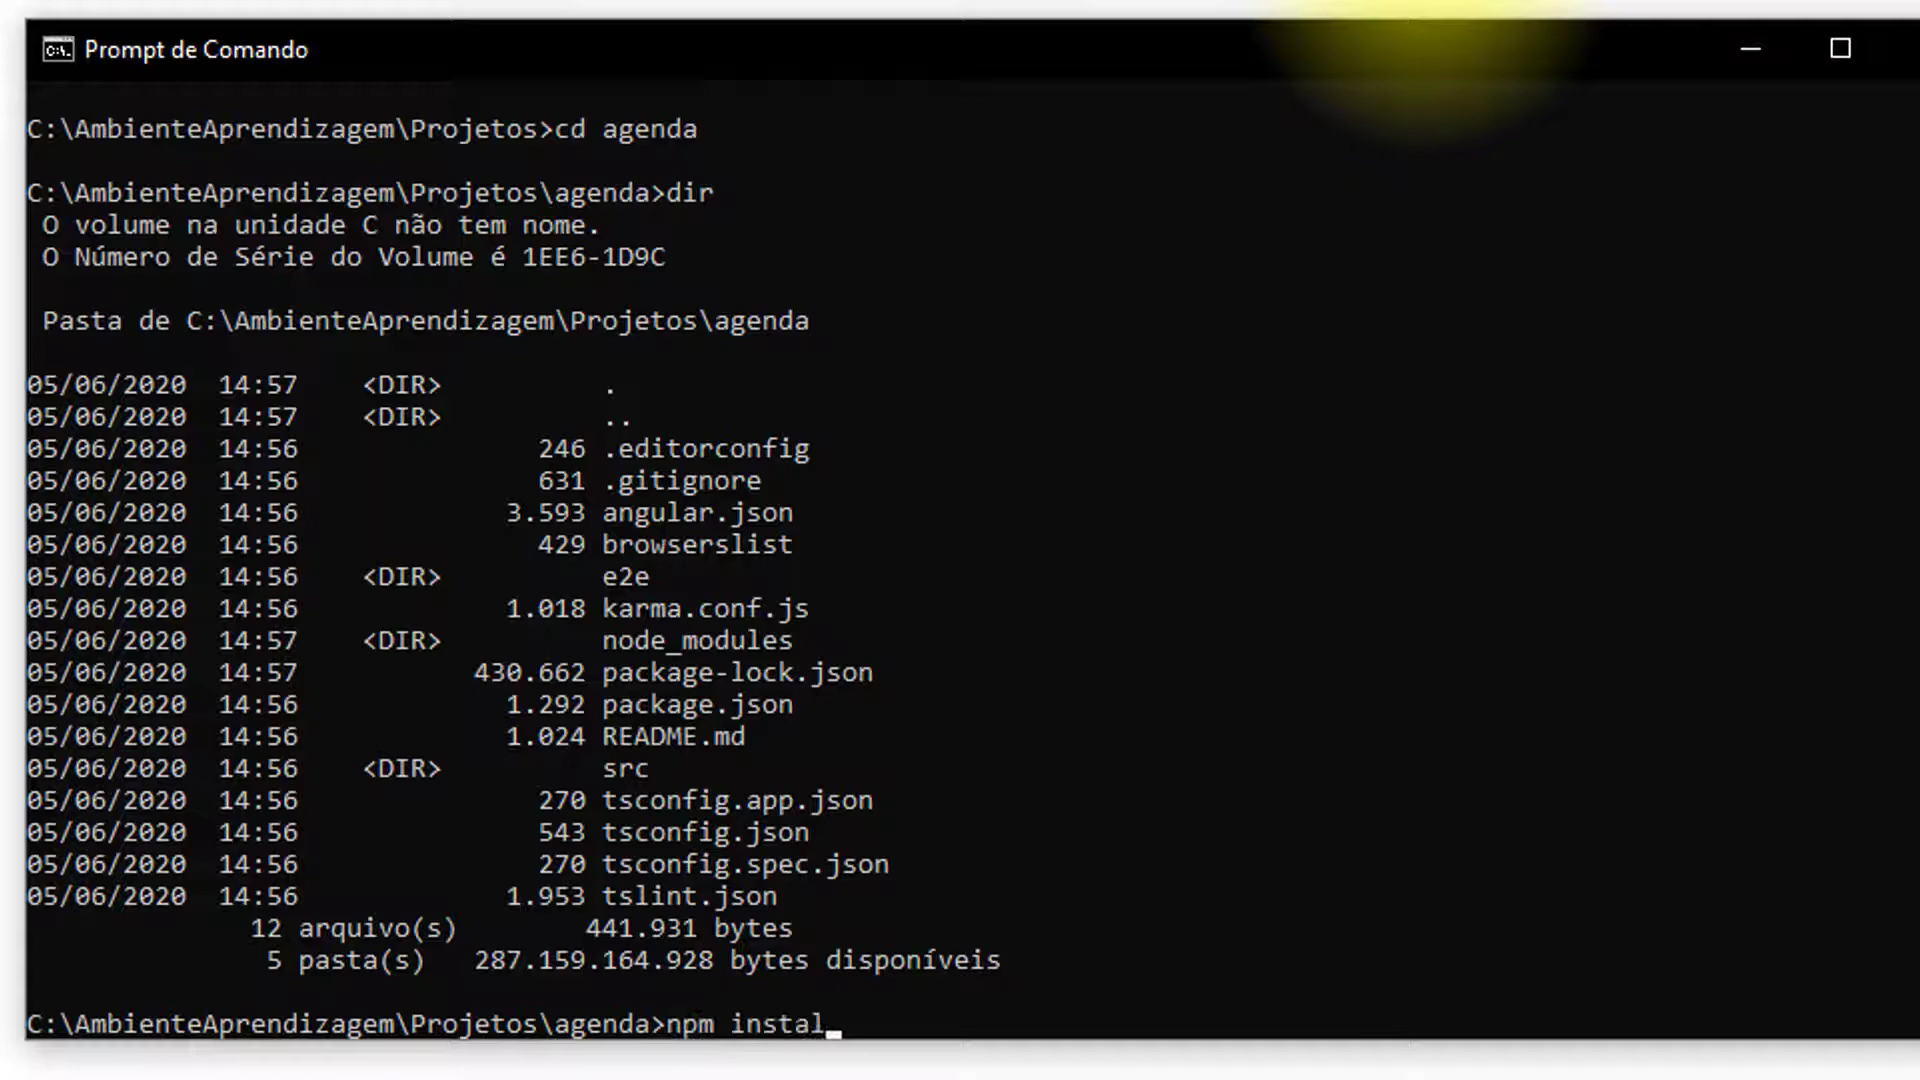 Prompt de Comando
C:\AmbienteAprendizagem\Projetos>cd agenda
C:\AmbienteAprendizagem\Projetos\agenda>dir
O volume na unidade C não tem nome.
O Número de Série do Volume é 1EE6-1D9C
Pasta de C:\AmbienteAprendizagem\Projetos\agenda
05/06/2020  14:57    <DIR>          .
05/06/2020  14:57    <DIR>          ..
05/06/2020  14:56               246 .editorconfig
05/06/2020  14:56               631 .gitignore
05/06/2020  14:56             3.593 angular.json
05/06/2020  14:56               429 browserslist
05/06/2020  14:56    <DIR>          e2e
05/06/2020  14:56             1.018 karma.conf.js
05/06/2020  14:57    <DIR>          node_modules
05/06/2020  14:57           430.662 package-lock.json
05/06/2020  14:56             1.292 package.json
05/06/2020  14:56             1.024 README.md
05/06/2020  14:56    <DIR>          src
05/06/2020  14:56               270 tsconfig.app.json
05/06/2020  14:56               543 tsconfig.json
05/06/2020  14:56               270 tsconfig.spec.json
05/06/2020  14:56             1.953 tslint.json
12 arquivo(s)        441.931 bytes
5 pasta(s)   287.159.164.928 bytes disponíveis
C:\AmbienteAprendizagem\Projetos\agenda>npm instal